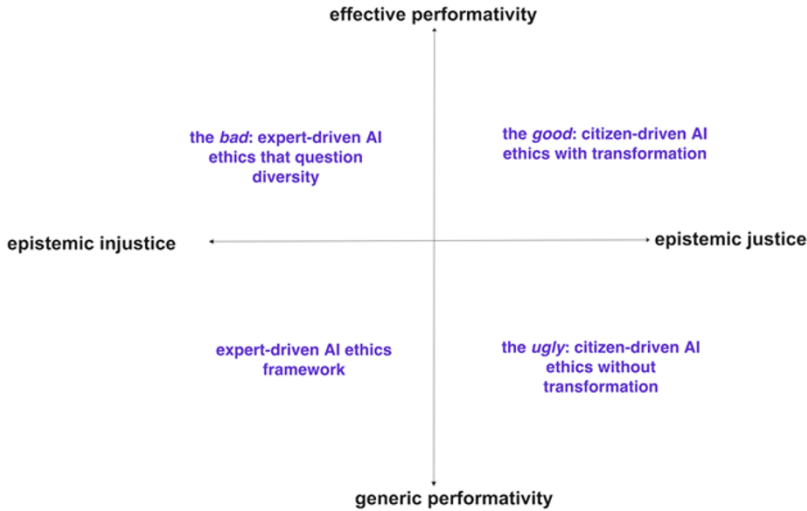 effective performativity
the bad: expert-driven AI
ethics that question
diversity
the good: citizen-driven AI
ethics with transformation
epistemic injustice
epistemic justice
expert-driven AI ethics
framework
the ugly: citizen-driven AI
ethics without
transformation
generic performativity